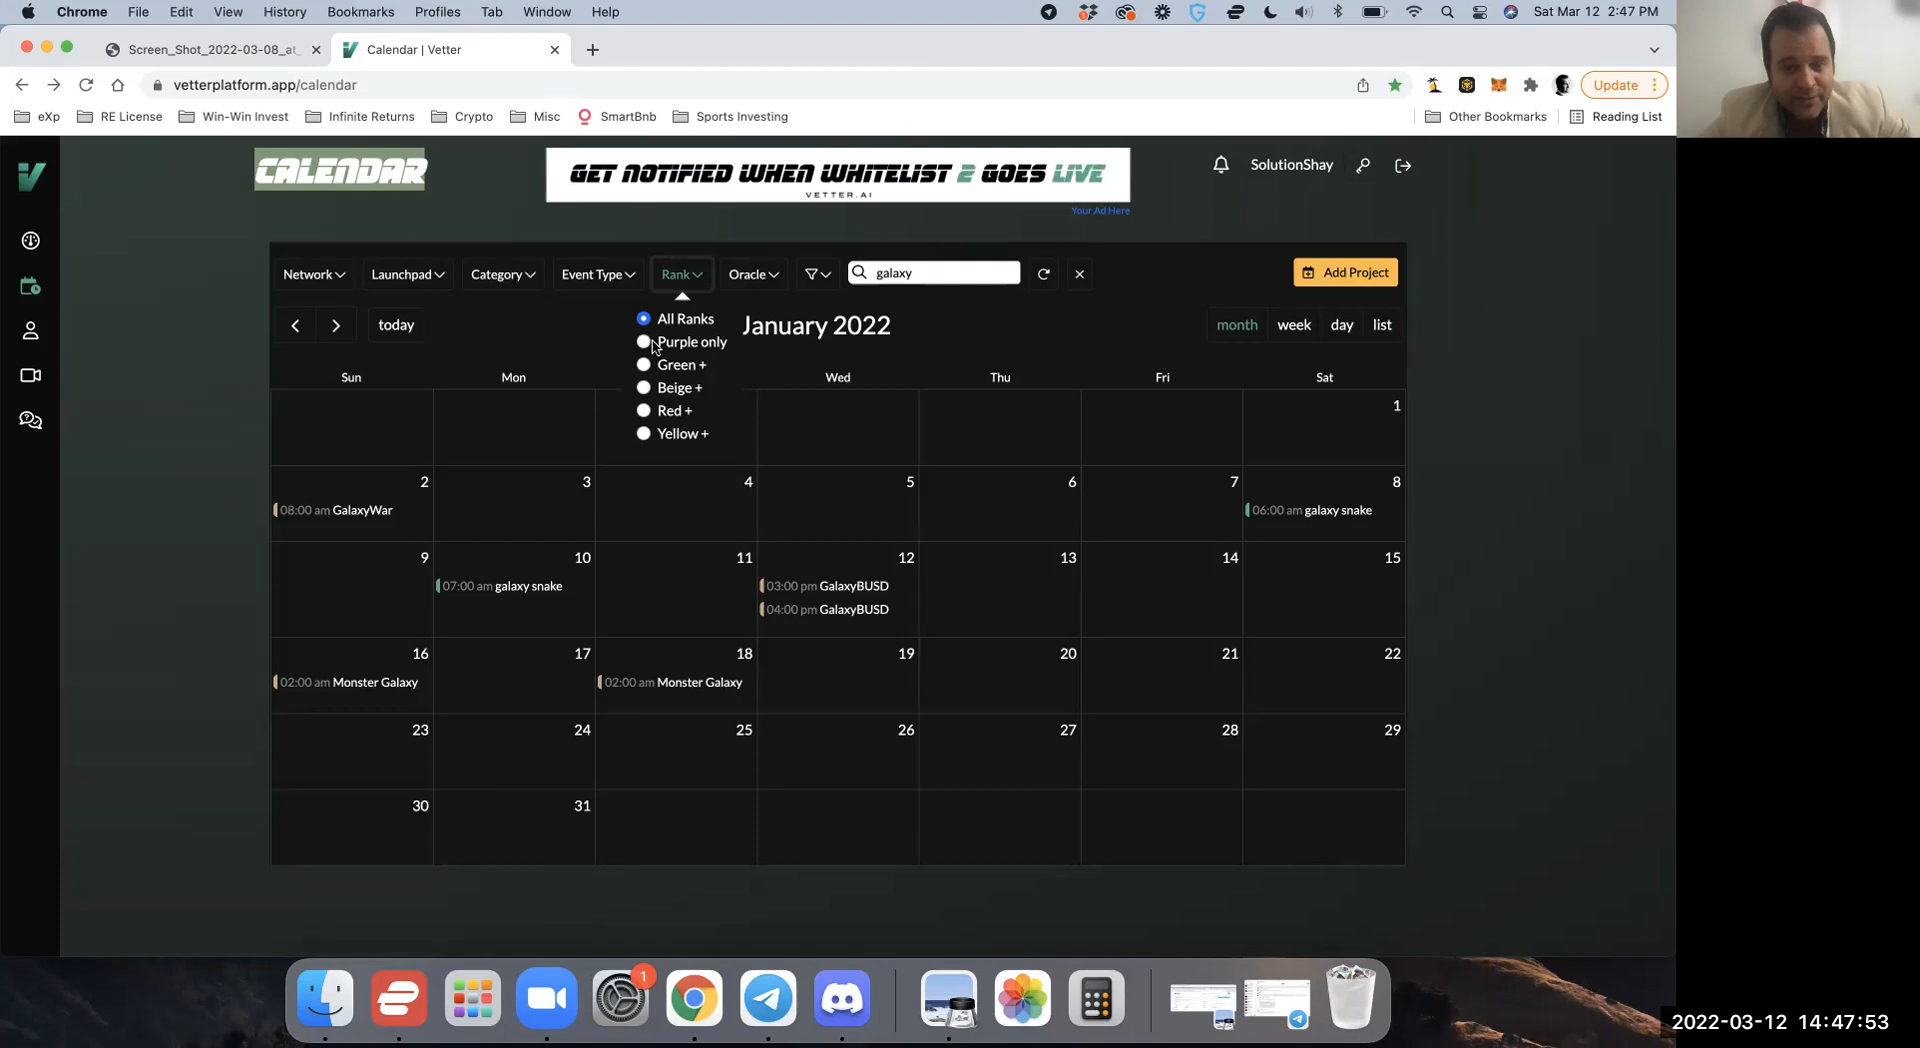 Chrome File Edit View History Bookmarks Profiles Tab Window Help Sat Mar 12 2:47 PM
Screen_Shot_2022-03-08_at_ Calendar | Vetter
vetterplatform.app/calendar Update
eXp RE License Win-Win Invest Infinite Returns Crypto Misc SmartBnb Sports Investing Other Bookmarks Reading List
CALENDAR
GET NOTIFIED WHEN WHITELIST 2 GOES LIVE
VETTER.AI
Your Ad Here
SolutionShay
Network Launchpad Category Event Type Rank Oracle galaxy Add Project
today January 2022 month week day list
All Ranks
Purple only
Green +
Beige +
Red +
Yellow +
Sun Mon Wed Thu Fri Sat
1
2 3 4 5 6 7 8
08:00 am GalaxyWar 06:00 am galaxy snake
9 10 11 12 13 14 15
07:00 am galaxy snake 03:00 pm GalaxyBUSD
04:00 pm GalaxyBUSD
16 17 18 19 20 21 22
02:00 am Monster Galaxy 02:00 am Monster Galaxy
23 24 25 26 27 28 29
30 31
1
2022-03-12 14:47:53